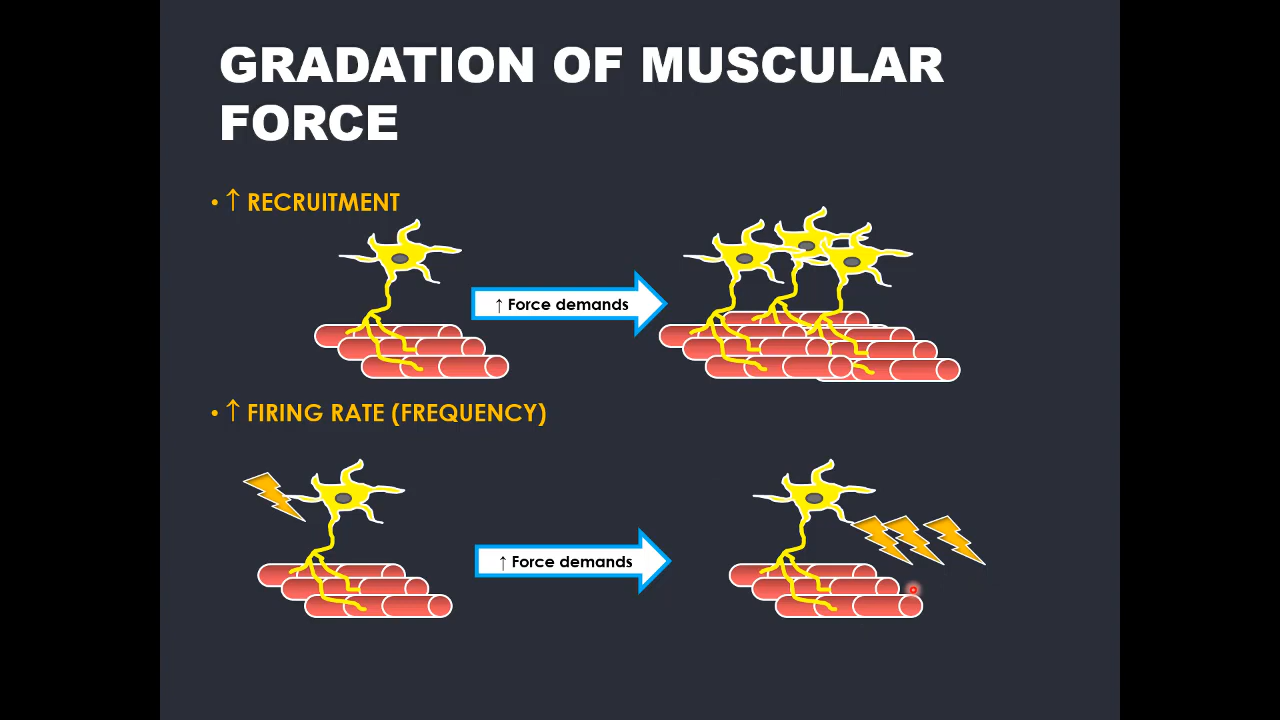 GRADATION OF MUSCULAR
FORCE
• ↑ RECRUITMENT
↑ Force demands
• ↑ FIRING RATE (FREQUENCY)
↑ Force demands